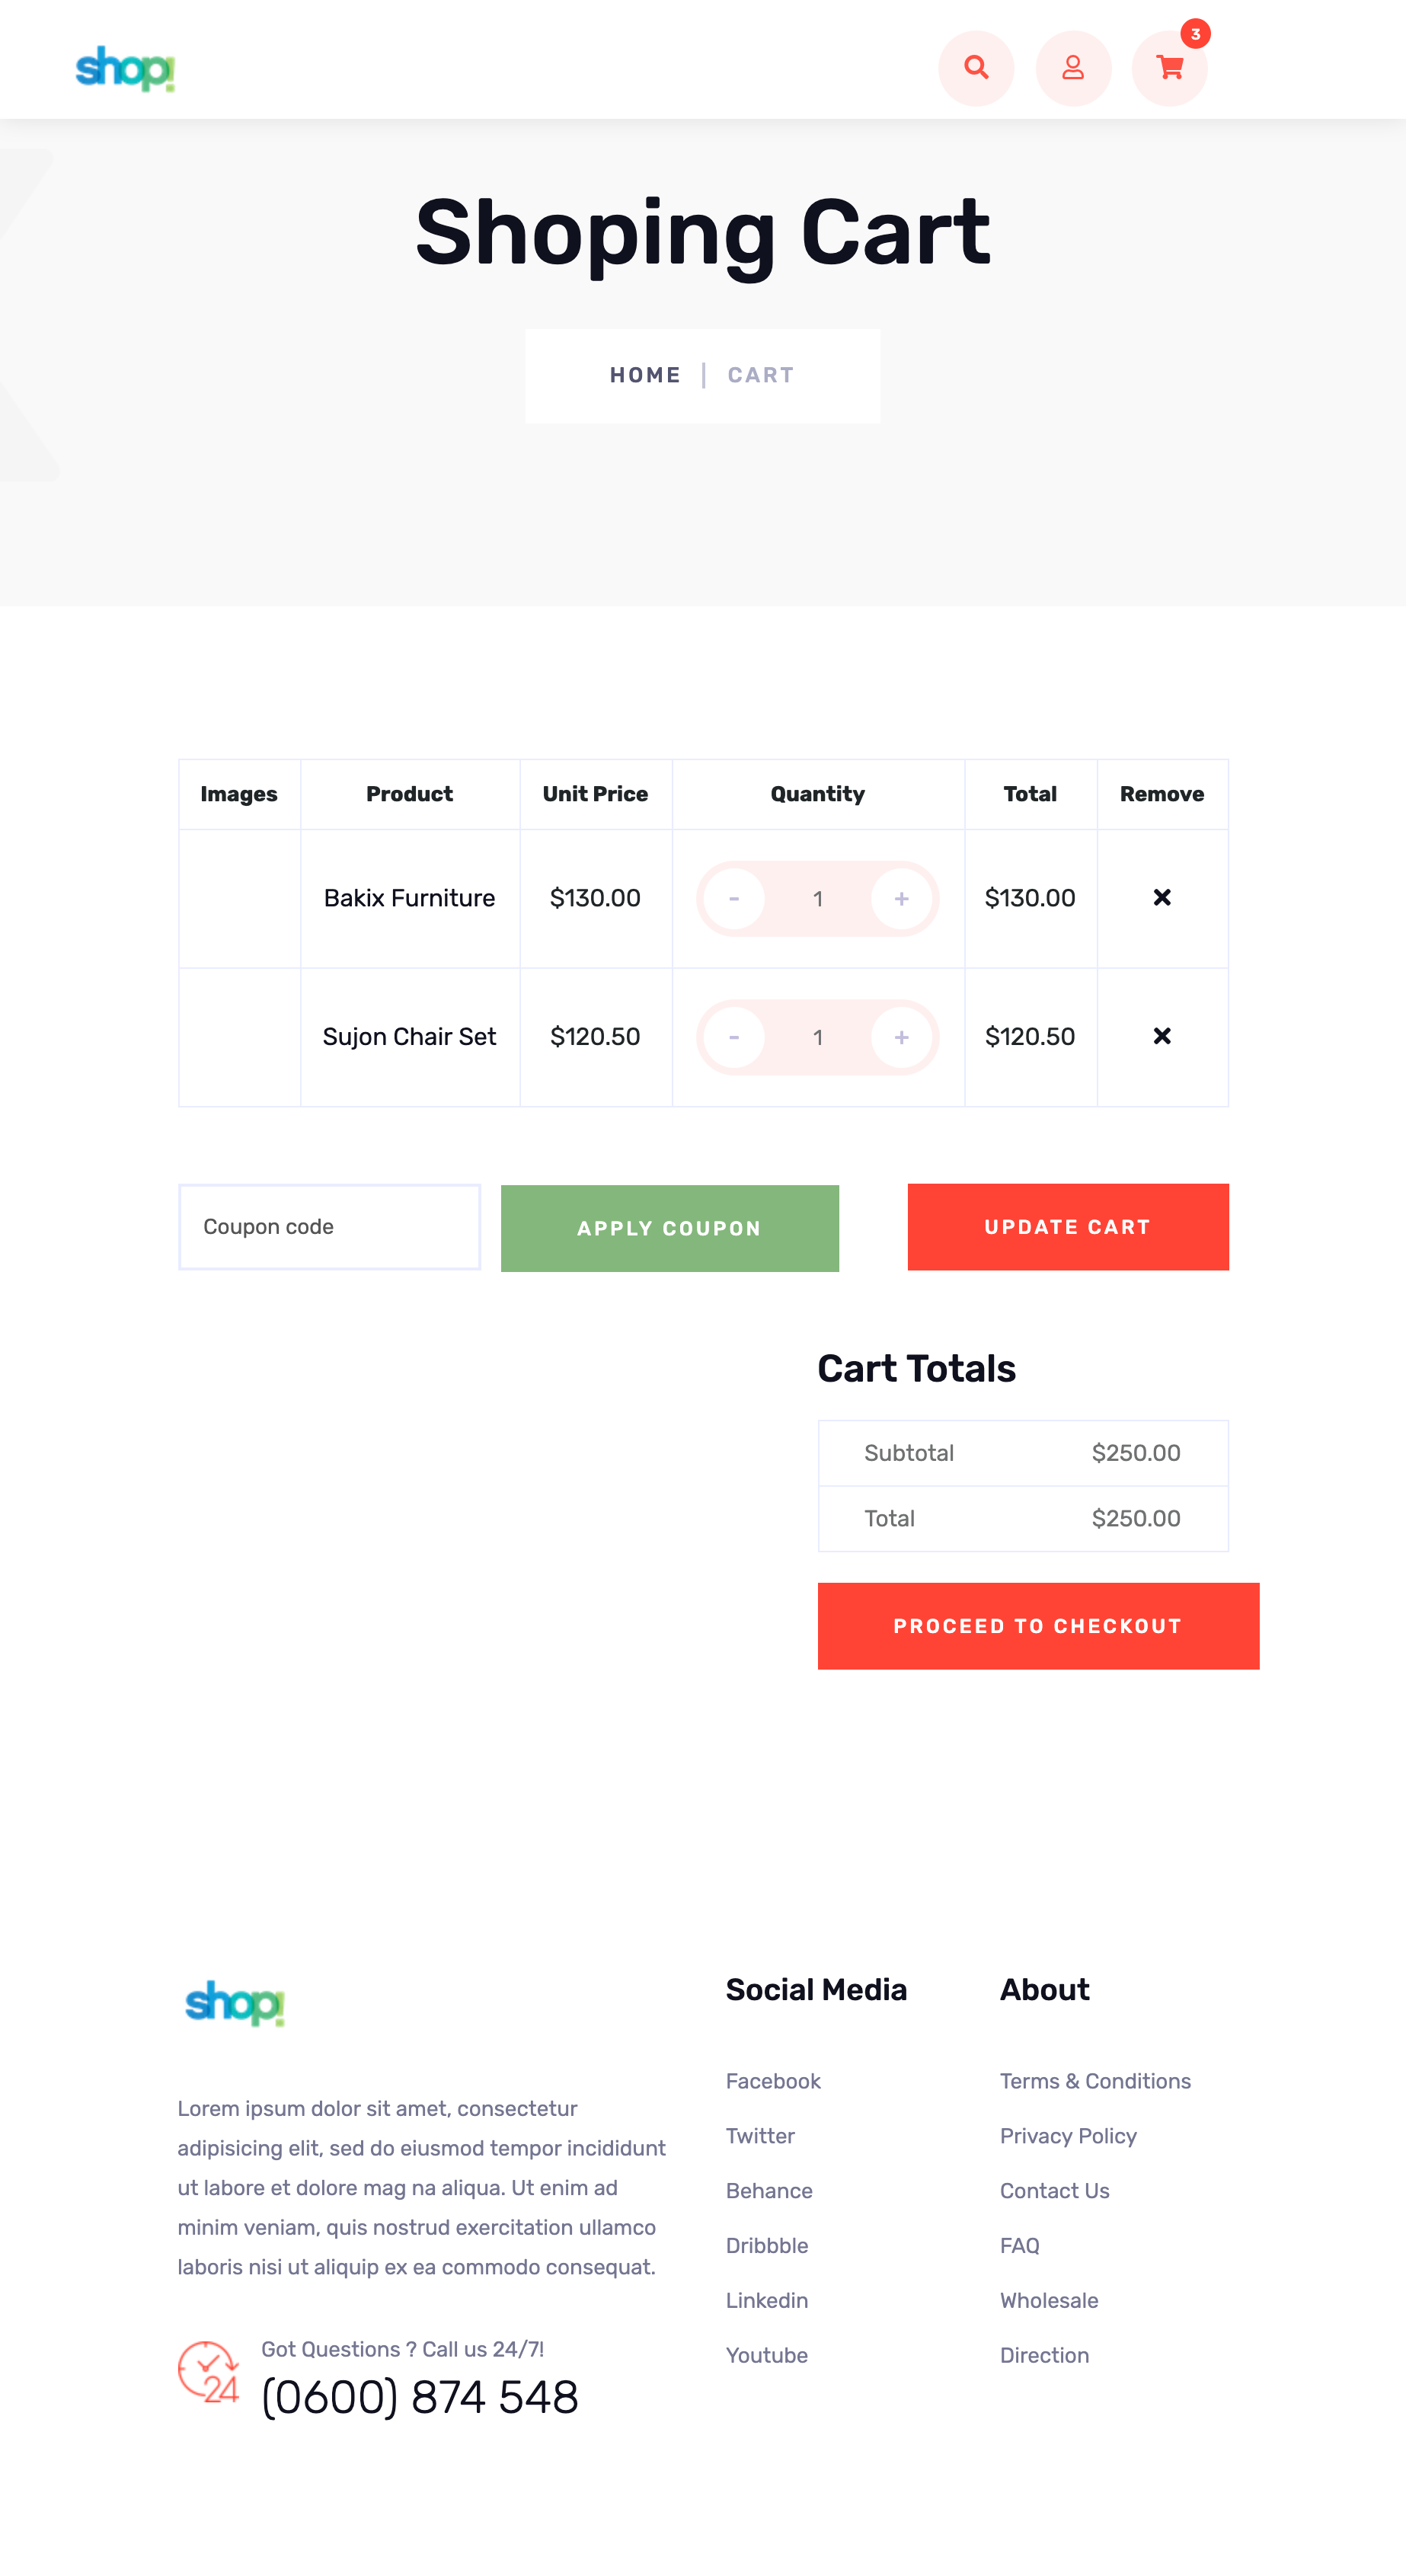 shop!
3
Shoping Cart
HOME | CART
Images Product Unit Price Quantity Total Remove
Bakix Furniture $130.00 - 1 + $130.00
Sujon Chair Set $120.50 - 1 + $120.50
Coupon code APPLY COUPON UPDATE CART
Cart Totals
Subtotal $250.00
Total $250.00
PROCEED TO CHECKOUT
shop!
Lorem ipsum dolor sit amet, consectetur
adipisicing elit, sed do eiusmod tempor incididunt
ut labore et dolore mag na aliqua. Ut enim ad
minim veniam, quis nostrud exercitation ullamco
laboris nisi ut aliquip ex ea commodo consequat.
24
Got Questions ? Call us 24/7!
(0600) 874 548
Social Media
Facebook
Twitter
Behance
Dribbble
Linkedin
Youtube
About
Terms & Conditions
Privacy Policy
Contact Us
FAQ
Wholesale
Direction